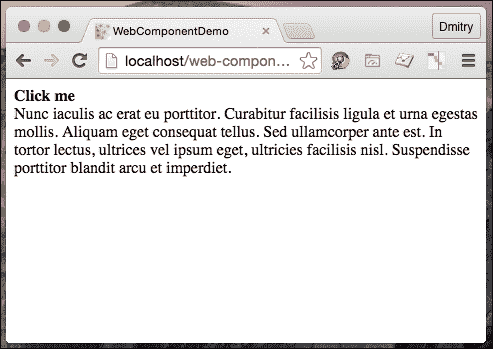 WebComponentDemo
Dmitry
localhost/web-compon...
Click me
Nunc iaculis ac erat eu porttitor. Curabitur facilisis ligula et urna egestas
mollis. Aliquam eget consequat tellus. Sed ullamcorper ante est. In
tortor lectus, ultrices vel ipsum eget, ultricies facilisis nisl. Suspendisse
porttitor blandit arcu et imperdiet.